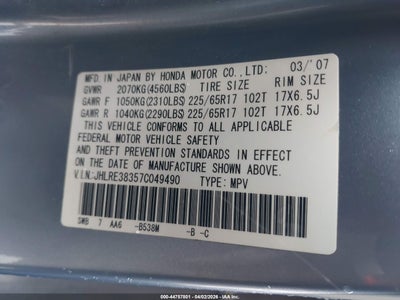 MFD. IN JAPAN BY HONDA MOTOR CO., LTD: 03/'07
GVWR 2070KG(4560LBS) TIRE SIZE RIM SIZE
GAWR F 1050KG(2310LBS) 225/65R17 102T 17X6.5J
GAWR R 1040KG(2290LBS) 225/65R17 102T 17X6.5J
THIS VEHICLE CONFORMS TO ALL APPLICABLE
FEDERAL MOTOR VEHICLE SAFETY
AND THEFT PREVENTION STANDARDS IN EFFECT ON
THE DATE OF MANUFACTURE SHOWN ABOVE.
V.I.N.:JHLRE38357C049490 TYPE: MPV
SWB 7 AA6 -B538M -B -C
000-44757801 - 04/02/2026 - IAA Inc.